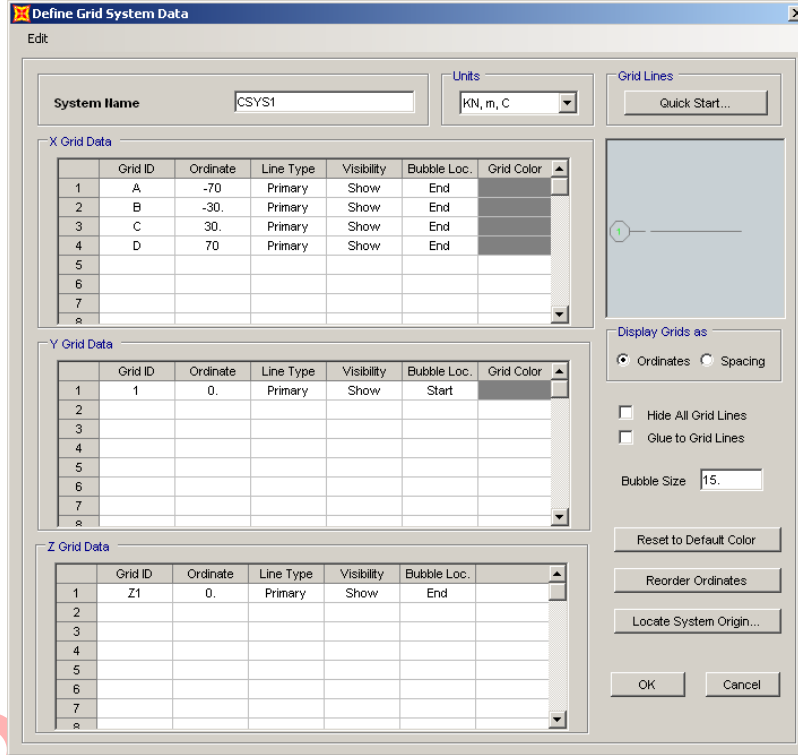 Define Grid System Data
Edit
System Name CSYS1
Units
KN, m, C
Grid Lines
Quick Start...
X Grid Data
Grid ID Ordinate Line Type Visibility Bubble Loc. Grid Color
1 A -70 Primary Show End
2 B -30. Primary Show End
3 C 30. Primary Show End
4 D 70 Primary Show End
5
6
7
8
1
Display Grids as
Ordinates Spacing
Y Grid Data
Grid ID Ordinate Line Type Visibility Bubble Loc. Grid Color
1 1 0. Primary Show Start
2
3
4
5
6
7
8
Hide All Grid Lines
Glue to Grid Lines
Bubble Size 15.
Z Grid Data
Grid ID Ordinate Line Type Visibility Bubble Loc.
1 Z1 0. Primary Show End
2
3
4
5
6
7
8
Reset to Default Color
Reorder Ordinates
Locate System Origin...
OK Cancel